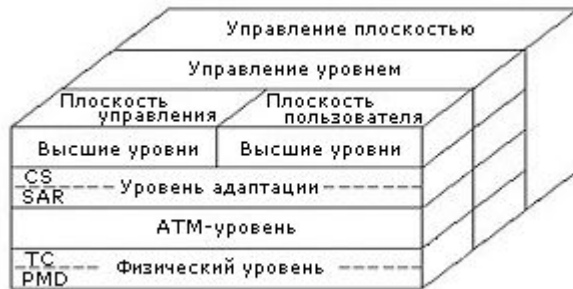 Управление плоскостью
Управление уровнем
Плоскость управления
Плоскость пользователя
Высшие уровни
Высшие уровни
CS
Уровень адаптации
SAR
АТМ-уровень
TC
Физический уровень
PMD